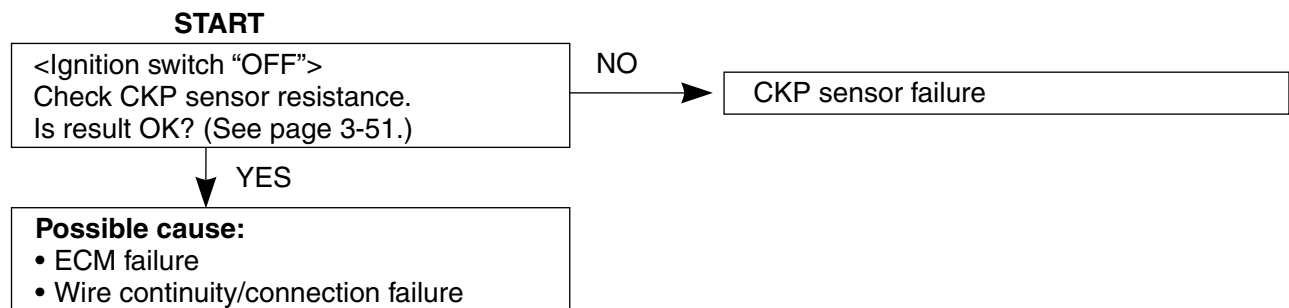 START
<Ignition switch “OFF”>
Check CKP sensor resistance.
Is result OK? (See page 3-51.)
NO
CKP sensor failure
YES
Possible cause:
• ECM failure
• Wire continuity/connection failure